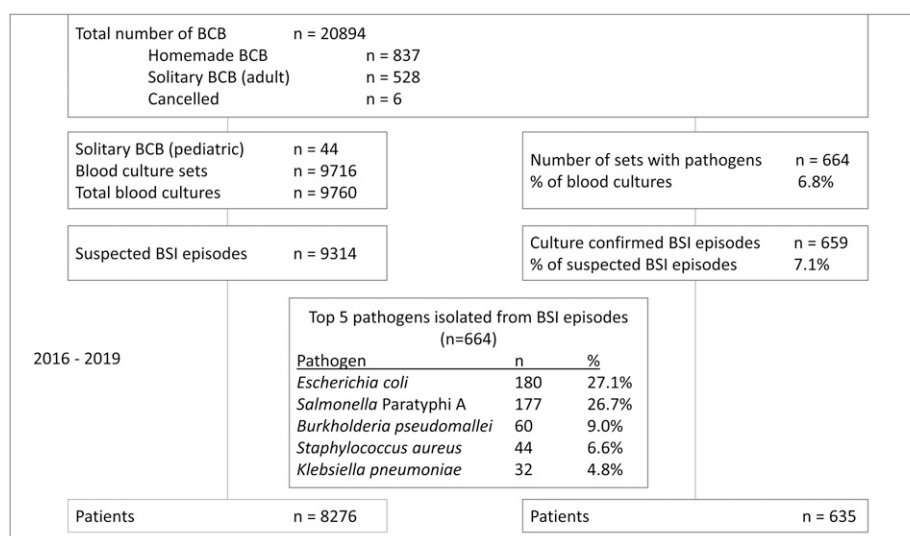 Total number of BCB n = 20894
Homemade BCB n = 837
Solitary BCB (adult) n = 528
Cancelled n = 6
Solitary BCB (pediatric) n = 44
Blood culture sets n = 9716
Total blood cultures n = 9760
Number of sets with pathogens n = 664
% of blood cultures 6.8%
Suspected BSI episodes n = 9314
Culture confirmed BSI episodes n = 659
% of suspected BSI episodes 7.1%
2016 - 2019
Top 5 pathogens isolated from BSI episodes
(n=664)
Pathogen n %
Escherichia coli 180 27.1%
Salmonella Paratyphi A 177 26.7%
Burkholderia pseudomallei 60 9.0%
Staphylococcus aureus 44 6.6%
Klebsiella pneumoniae 32 4.8%
Patients n = 8276
Patients n = 635